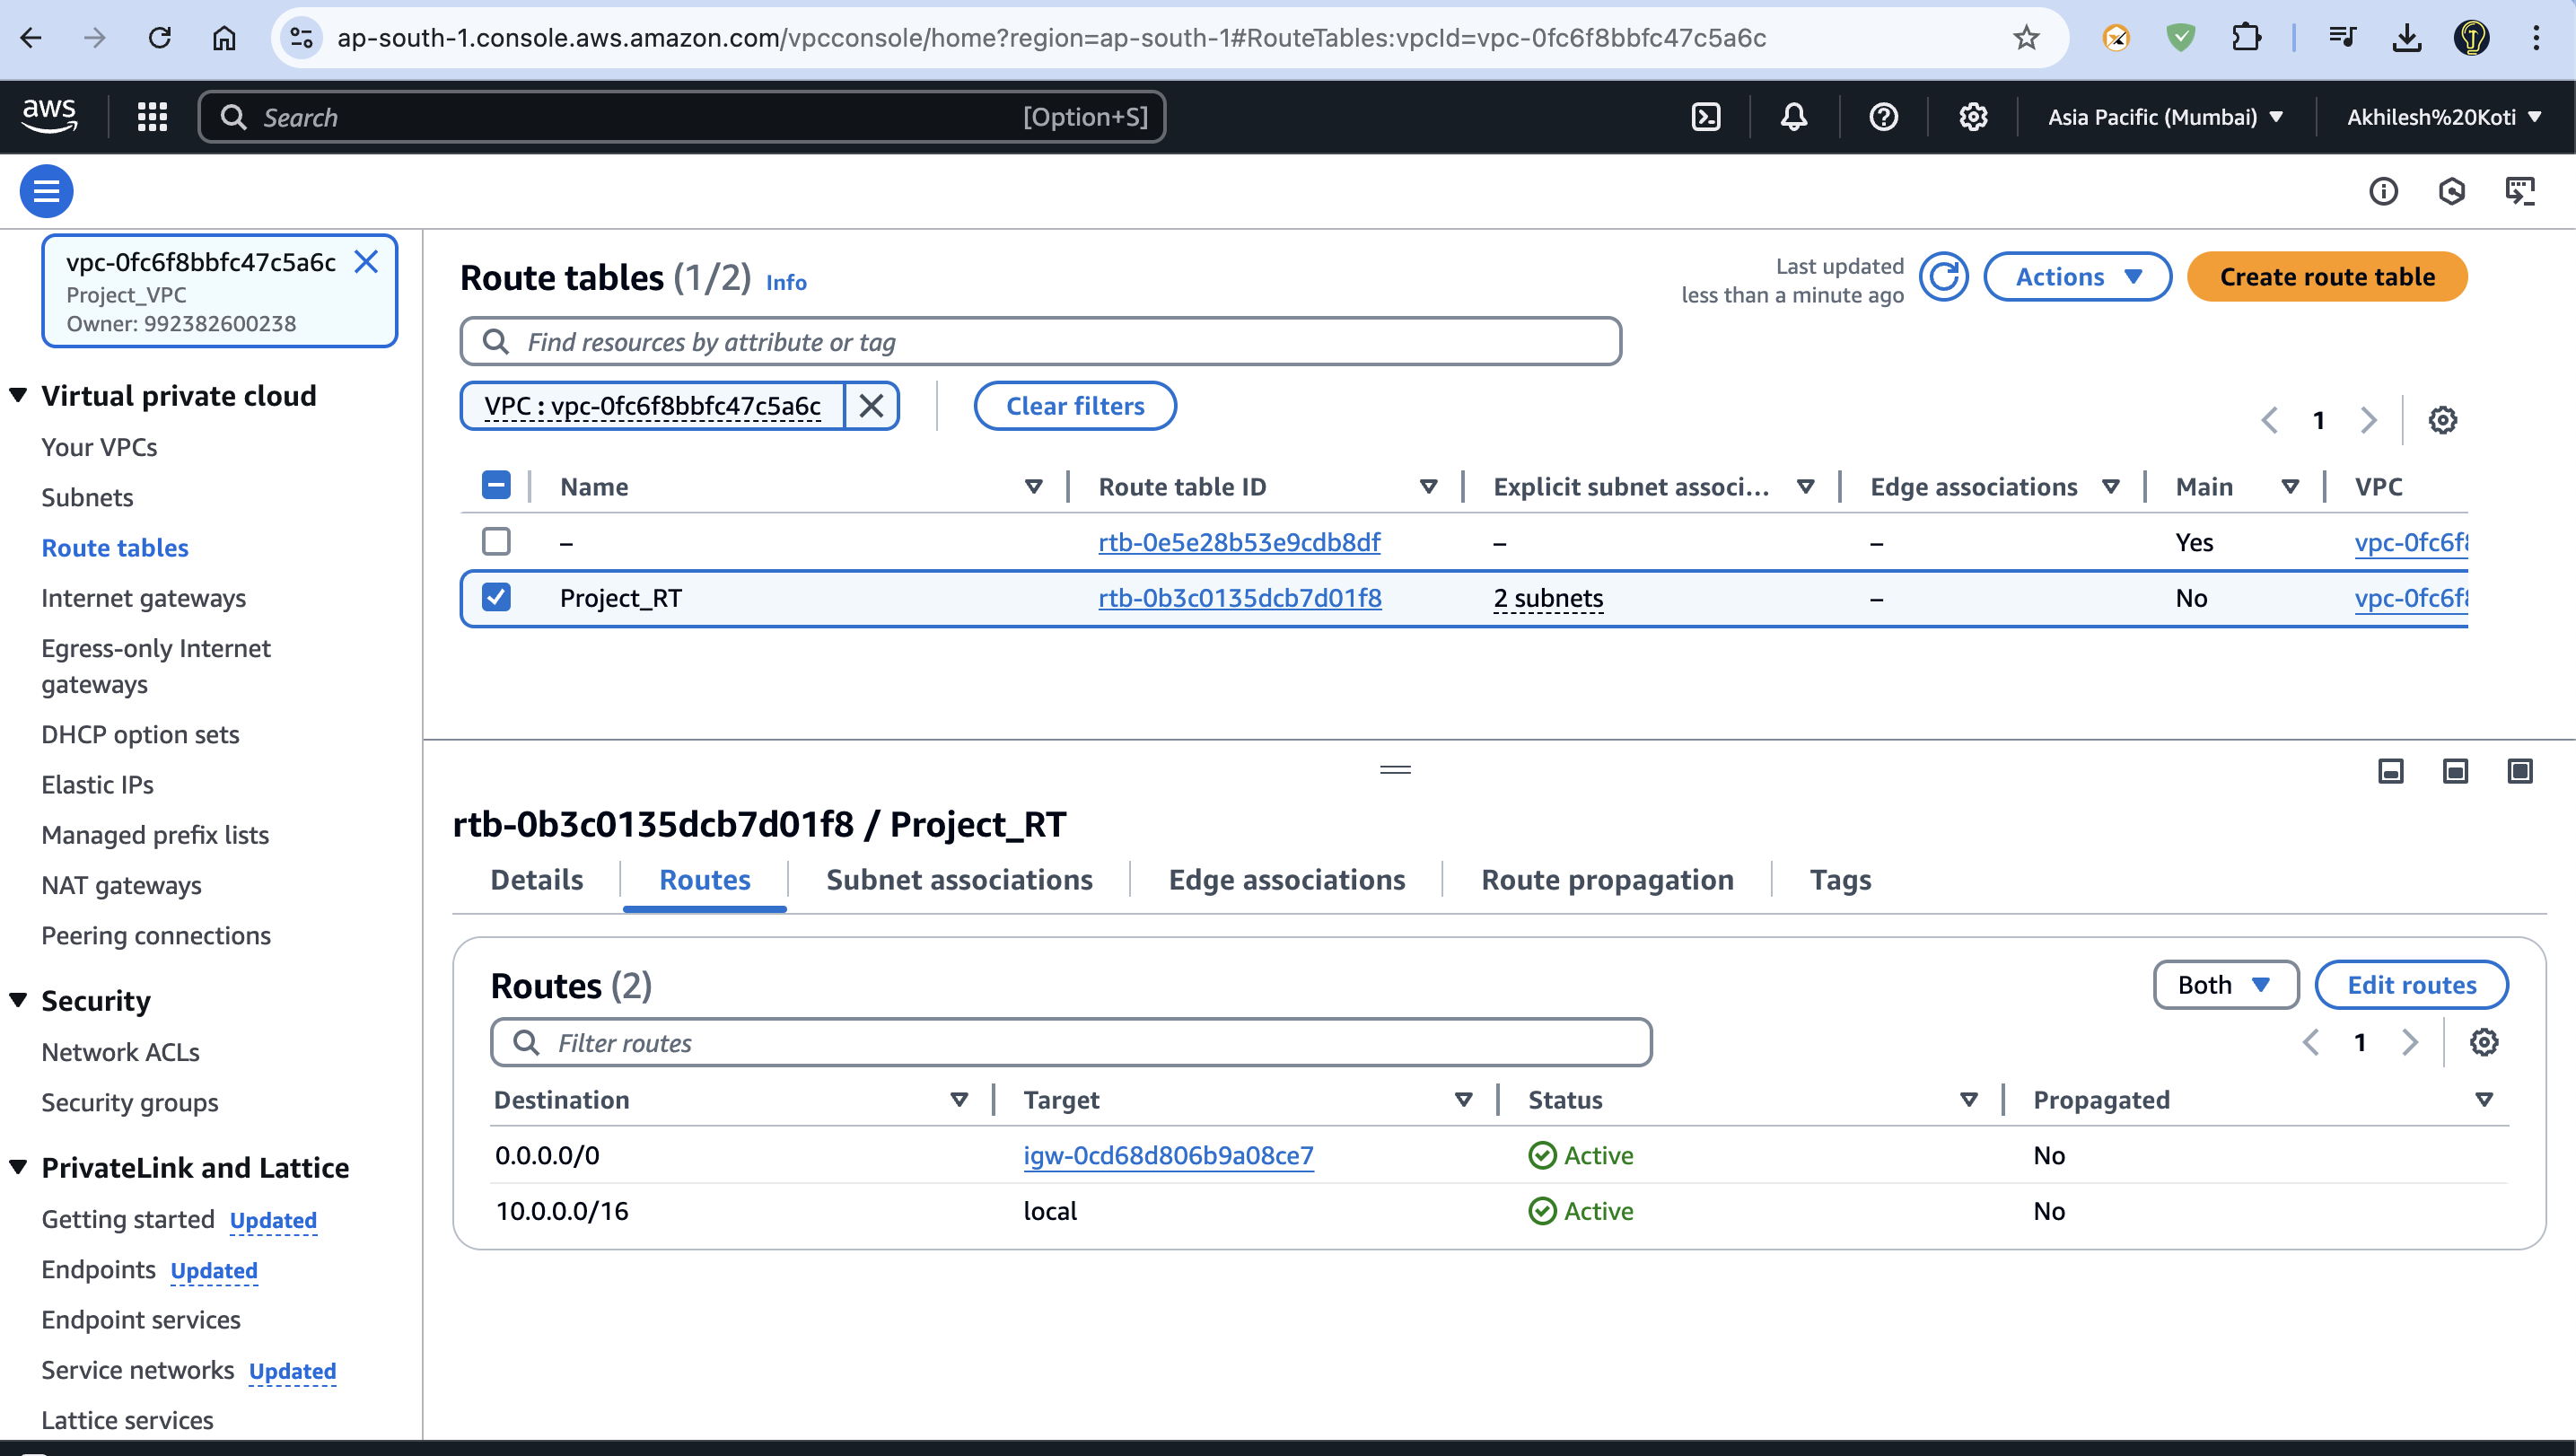 ap-south-1.console.aws.amazon.com/vpcconsole/home?region=ap-south-1#RouteTables:vpcId=vpc-0fc6f8bbfc47c5a6c
aws
Search [Option+S]
Asia Pacific (Mumbai)
Akhilesh%20Koti
vpc-0fc6f8bbfc47c5a6c
Project_VPC
Owner: 992382600238
Virtual private cloud
Your VPCs
Subnets
Route tables
Internet gateways
Egress-only Internet
gateways
DHCP option sets
Elastic IPs
Managed prefix lists
NAT gateways
Peering connections
Security
Network ACLs
Security groups
PrivateLink and Lattice
Getting started Updated
Endpoints Updated
Endpoint services
Service networks Updated
Lattice services
Route tables (1/2) Info
Last updated
less than a minute ago
Actions
Create route table
Find resources by attribute or tag
VPC : vpc-0fc6f8bbfc47c5a6c
Clear filters
1
Name Route table ID Explicit subnet associ... Edge associations Main VPC
– rtb-0e5e28b53e9cdb8df – – Yes vpc-0fc6f8
Project_RT rtb-0b3c0135dcb7d01f8 2 subnets – No vpc-0fc6f8
rtb-0b3c0135dcb7d01f8 / Project_RT
Details Routes Subnet associations Edge associations Route propagation Tags
Routes (2)
Both
Edit routes
Filter routes
1
Destination Target Status Propagated
0.0.0.0/0 igw-0cd68d806b9a08ce7 Active No
10.0.0.0/16 local Active No